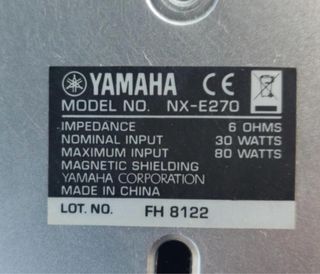 YAMAHA CE
MODEL NO. NX-E270
IMPEDANCE 6 OHMS
NOMINAL INPUT 30 WATTS
MAXIMUM INPUT 80 WATTS
MAGNETIC SHIELDING
YAMAHA CORPORATION
MADE IN CHINA
LOT. NO. FH 8122